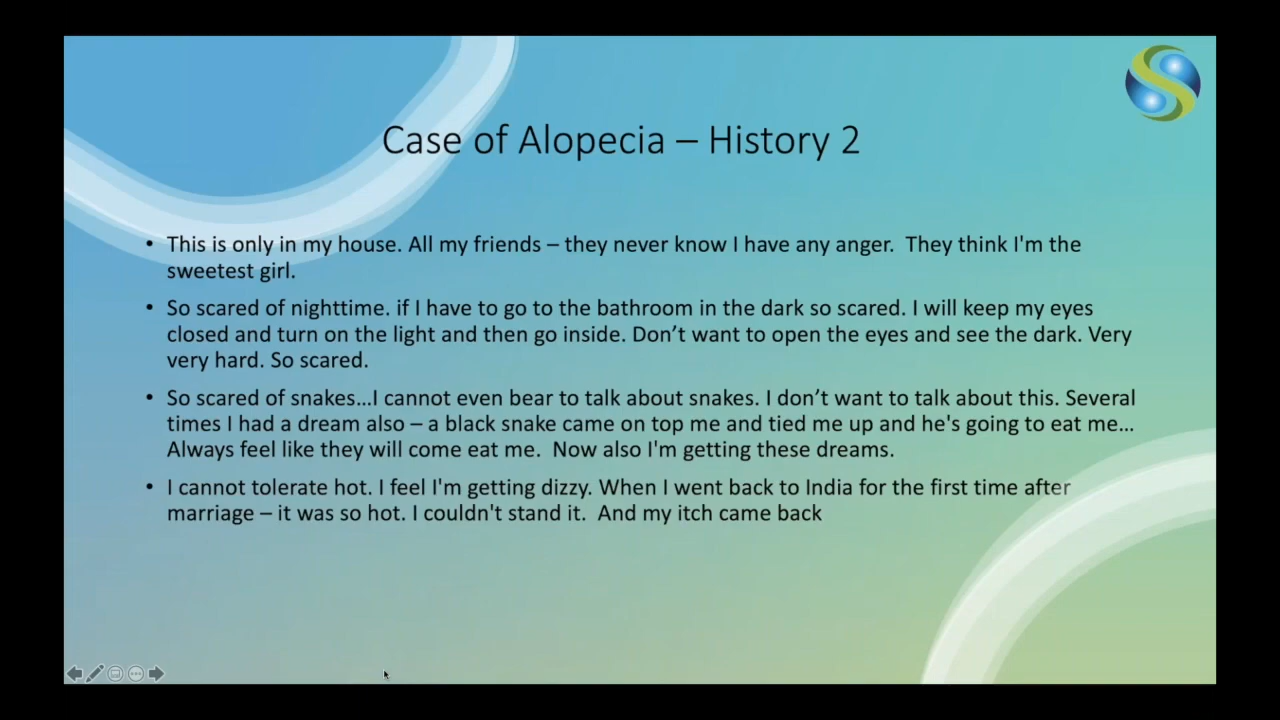 Case of Alopecia – History 2
• This is only in my house. All my friends – they never know I have any anger.  They think I'm the
sweetest girl.
• So scared of nighttime. if I have to go to the bathroom in the dark so scared. I will keep my eyes
closed and turn on the light and then go inside. Don’t want to open the eyes and see the dark. Very
very hard. So scared.
• So scared of snakes…I cannot even bear to talk about snakes. I don’t want to talk about this. Several
times I had a dream also – a black snake came on top me and tied me up and he's going to eat me…
Always feel like they will come eat me.  Now also I'm getting these dreams.
• I cannot tolerate hot. I feel I'm getting dizzy. When I went back to India for the first time after
marriage – it was so hot. I couldn't stand it.  And my itch came back